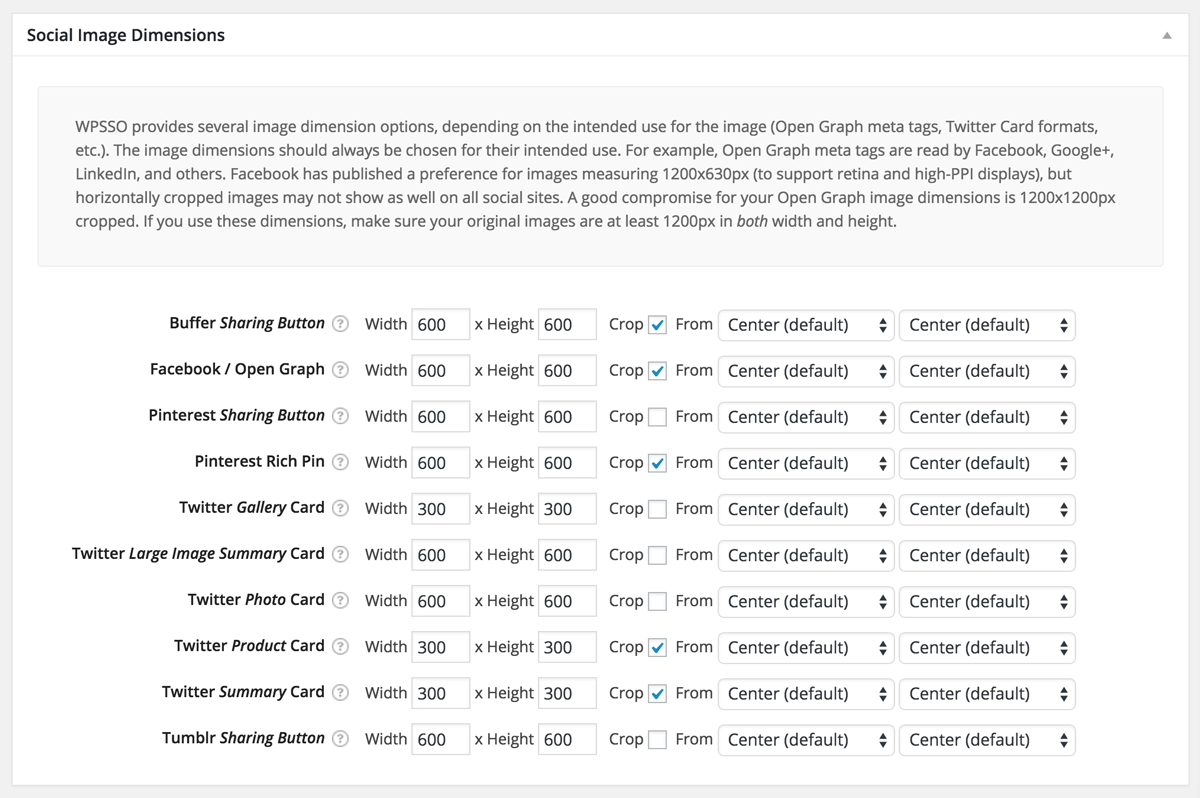 Social Image Dimensions
WPSSO provides several image dimension options, depending on the intended use for the image (Open Graph meta tags, Twitter Card formats,
etc.). The image dimensions should always be chosen for their intended use. For example, Open Graph meta tags are read by Facebook, Google+,
LinkedIn, and others. Facebook has published a preference for images measuring 1200x630px (to support retina and high-PPI displays), but
horizontally cropped images may not show as well on all social sites. A good compromise for your Open Graph image dimensions is 1200x1200px
cropped. If you use these dimensions, make sure your original images are at least 1200px in both width and height.
Buffer Sharing Button ? Width 600 x Height 600 Crop From Center (default) Center (default)
Facebook / Open Graph ? Width 600 x Height 600 Crop From Center (default) Center (default)
Pinterest Sharing Button ? Width 600 x Height 600 Crop From Center (default) Center (default)
Pinterest Rich Pin ? Width 600 x Height 600 Crop From Center (default) Center (default)
Twitter Gallery Card ? Width 300 x Height 300 Crop From Center (default) Center (default)
Twitter Large Image Summary Card ? Width 600 x Height 600 Crop From Center (default) Center (default)
Twitter Photo Card ? Width 600 x Height 600 Crop From Center (default) Center (default)
Twitter Product Card ? Width 300 x Height 300 Crop From Center (default) Center (default)
Twitter Summary Card ? Width 300 x Height 300 Crop From Center (default) Center (default)
Tumblr Sharing Button ? Width 600 x Height 600 Crop From Center (default) Center (default)